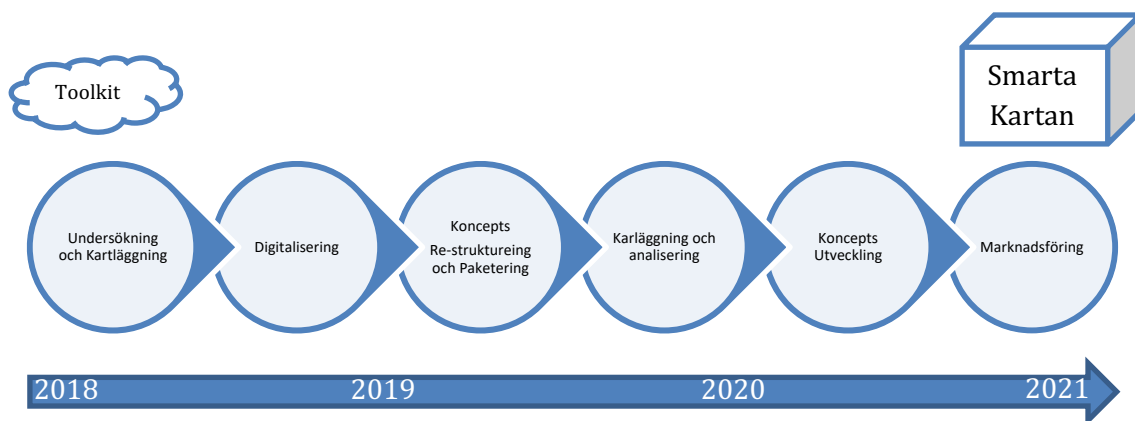 Toolkit
Smarta
Kartan
Undersökning
och Kartläggning
Digitalisering
Koncepts
Re-struktureing
och Paketering
Karläggning och
analisering
Koncepts
Utveckling
Marknadsföring
2018
2019
2020
2021